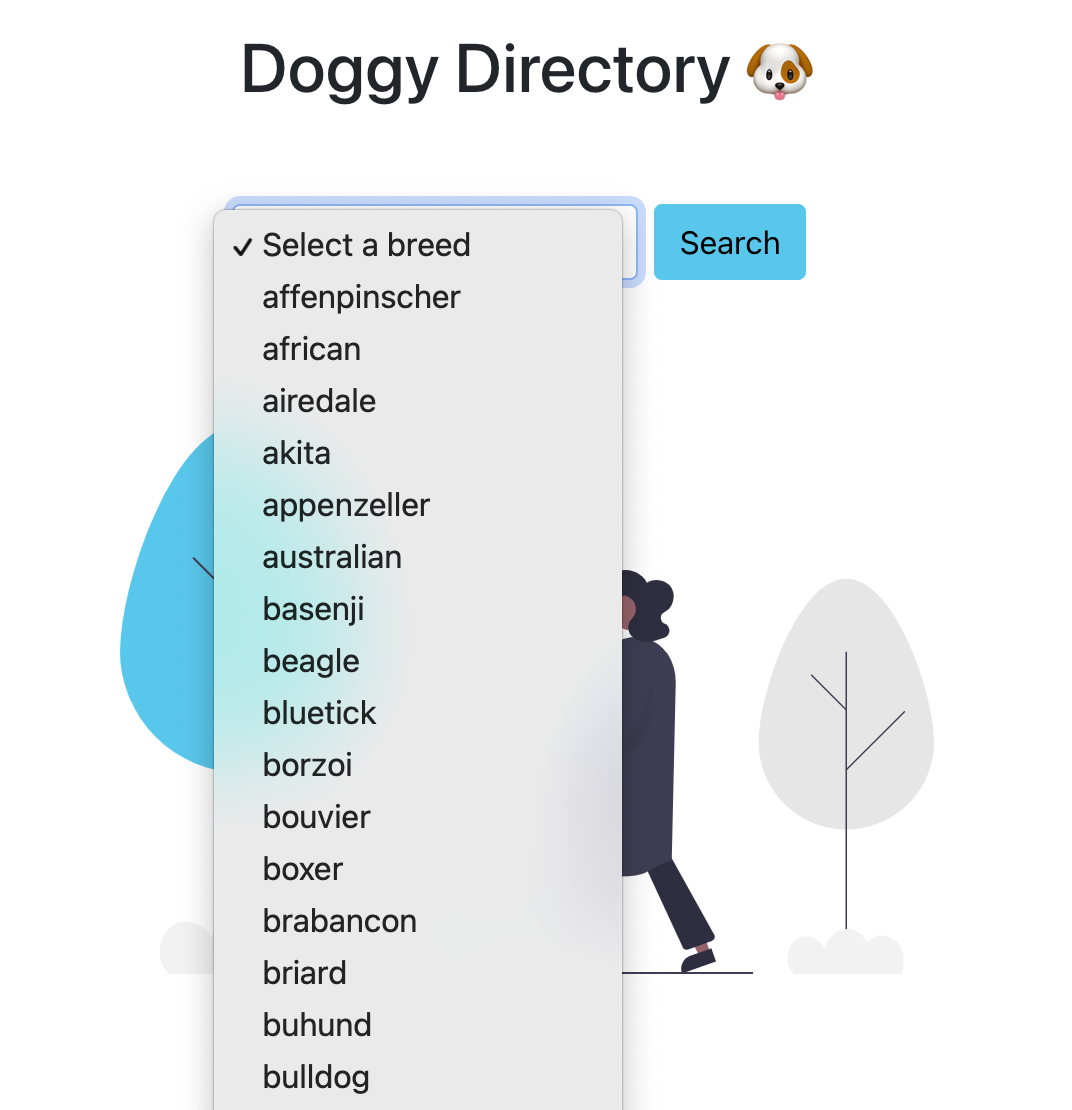 Doggy Directory 🐶
✓ Select a breed
Search
affenpinscher
african
airedale
akita
appenzeller
australian
basenji
beagle
bluetick
borzoi
bouvier
boxer
brabancon
briard
buhund
bulldog